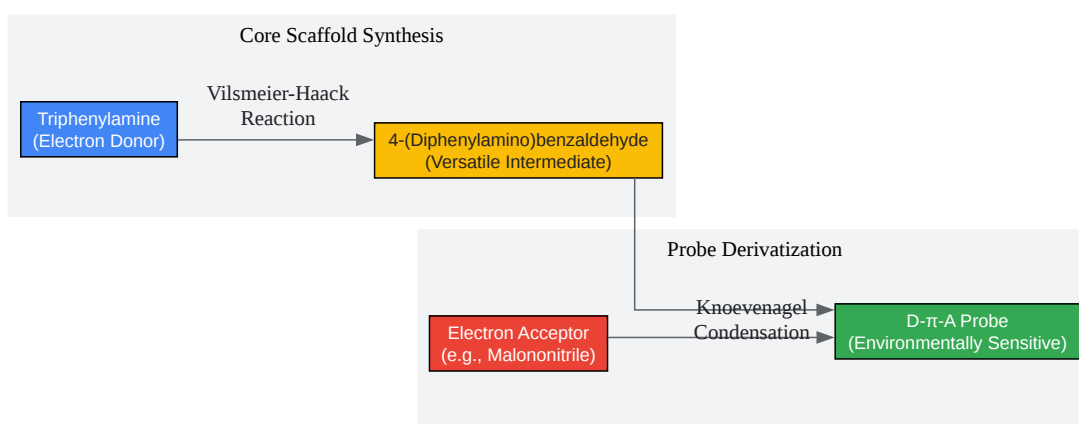 Core Scaffold Synthesis
Triphenylamine
(Electron Donor)
Vilsmeier-Haack
Reaction
4-(Diphenylamino)benzaldehyde
(Versatile Intermediate)
Probe Derivatization
Electron Acceptor
(e.g., Malononitrile)
Knoevenagel
Condensation
D-π-A Probe
(Environmentally Sensitive)